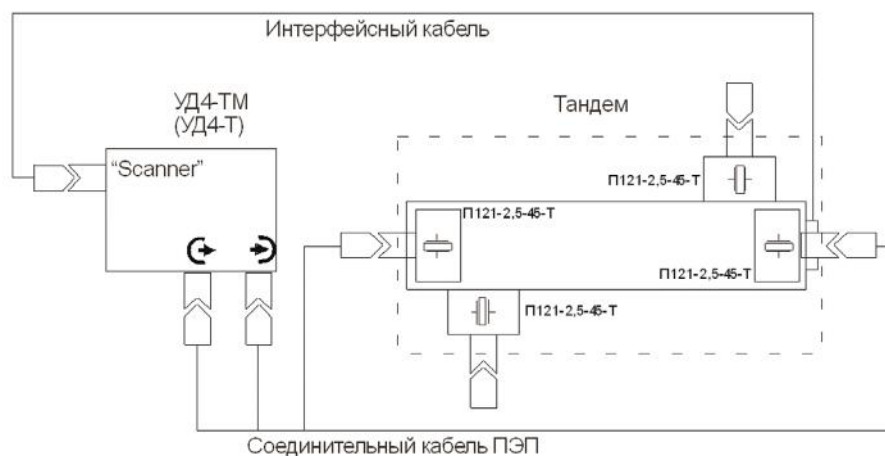 Интерфейсный кабель
УД4-ТМ
(УД4-Т)
Тандем
“Scanner”
П121-2,5-45-Т
П121-2,5-45-Т
П121-2,5-45-Т
П121-2,5-45-Т
Соединительный кабель ПЭП